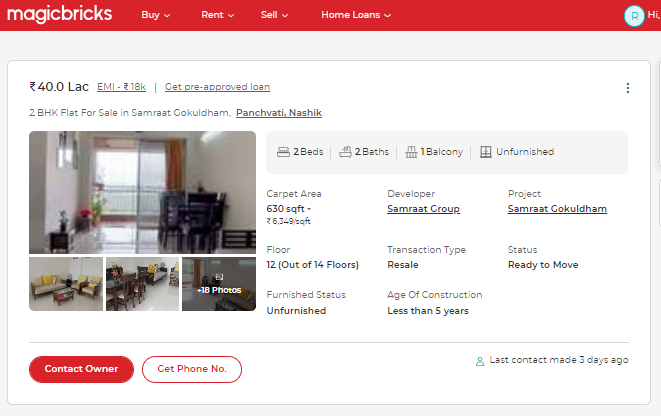 magicbricks Buy Rent Sell Home Loans R Hi,
₹40.0 Lac EMI - ₹ 18k | Get pre-approved loan
2 BHK Flat For Sale in Samraat Gokuldham, Panchvati, Nashik
2 Beds 2 Baths 1 Balcony Unfurnished
Carpet Area Developer Project
630 sqft - Samraat Group Samraat Gokuldham
₹ 6,349/sqft
Floor Transaction Type Status
12 (Out of 14 Floors) Resale Ready to Move
+18 Photos
Furnished Status Age Of Construction
Unfurnished Less than 5 years
Contact Owner Get Phone No. Last contact made 3 days ago